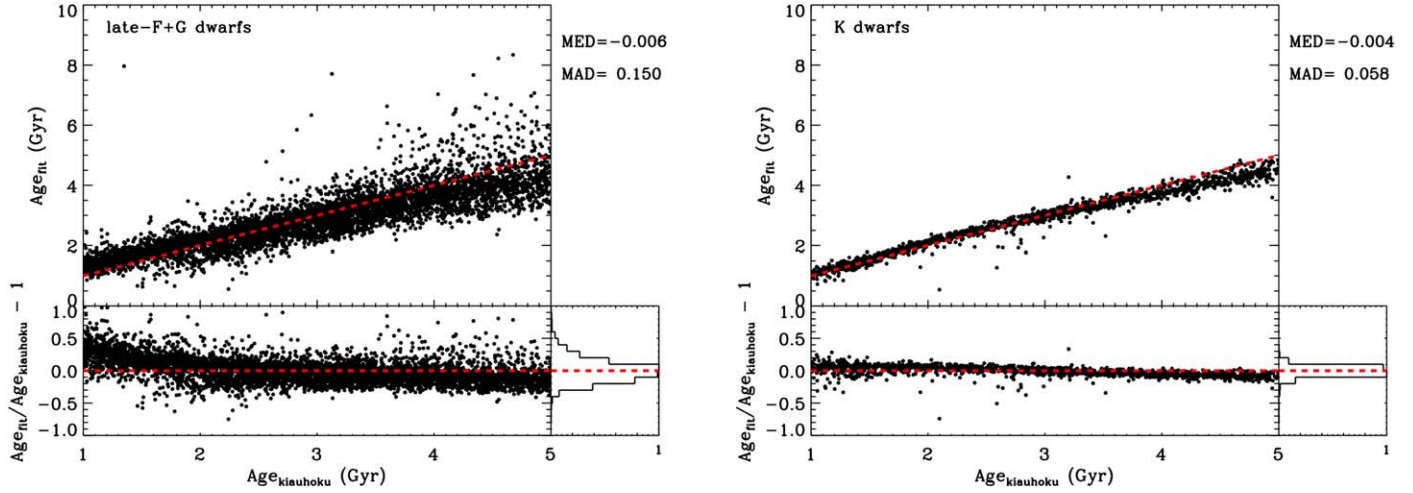 late−F+G dwarfs
MED=−0.006
MAD= 0.150
Age_fit (Gyr)
10
8
6
4
2
0
Age_fit/Age_kiauhoku − 1
1.0
0.5
0.0
−0.5
−1.0
1 2 3 4 5 1
Age_kiauhoku (Gyr)
K dwarfs
MED=−0.004
MAD= 0.058
Age_fit (Gyr)
10
8
6
4
2
0
Age_fit/Age_kiauhoku − 1
1.0
0.5
0.0
−0.5
−1.0
1 2 3 4 5 1
Age_kiauhoku (Gyr)